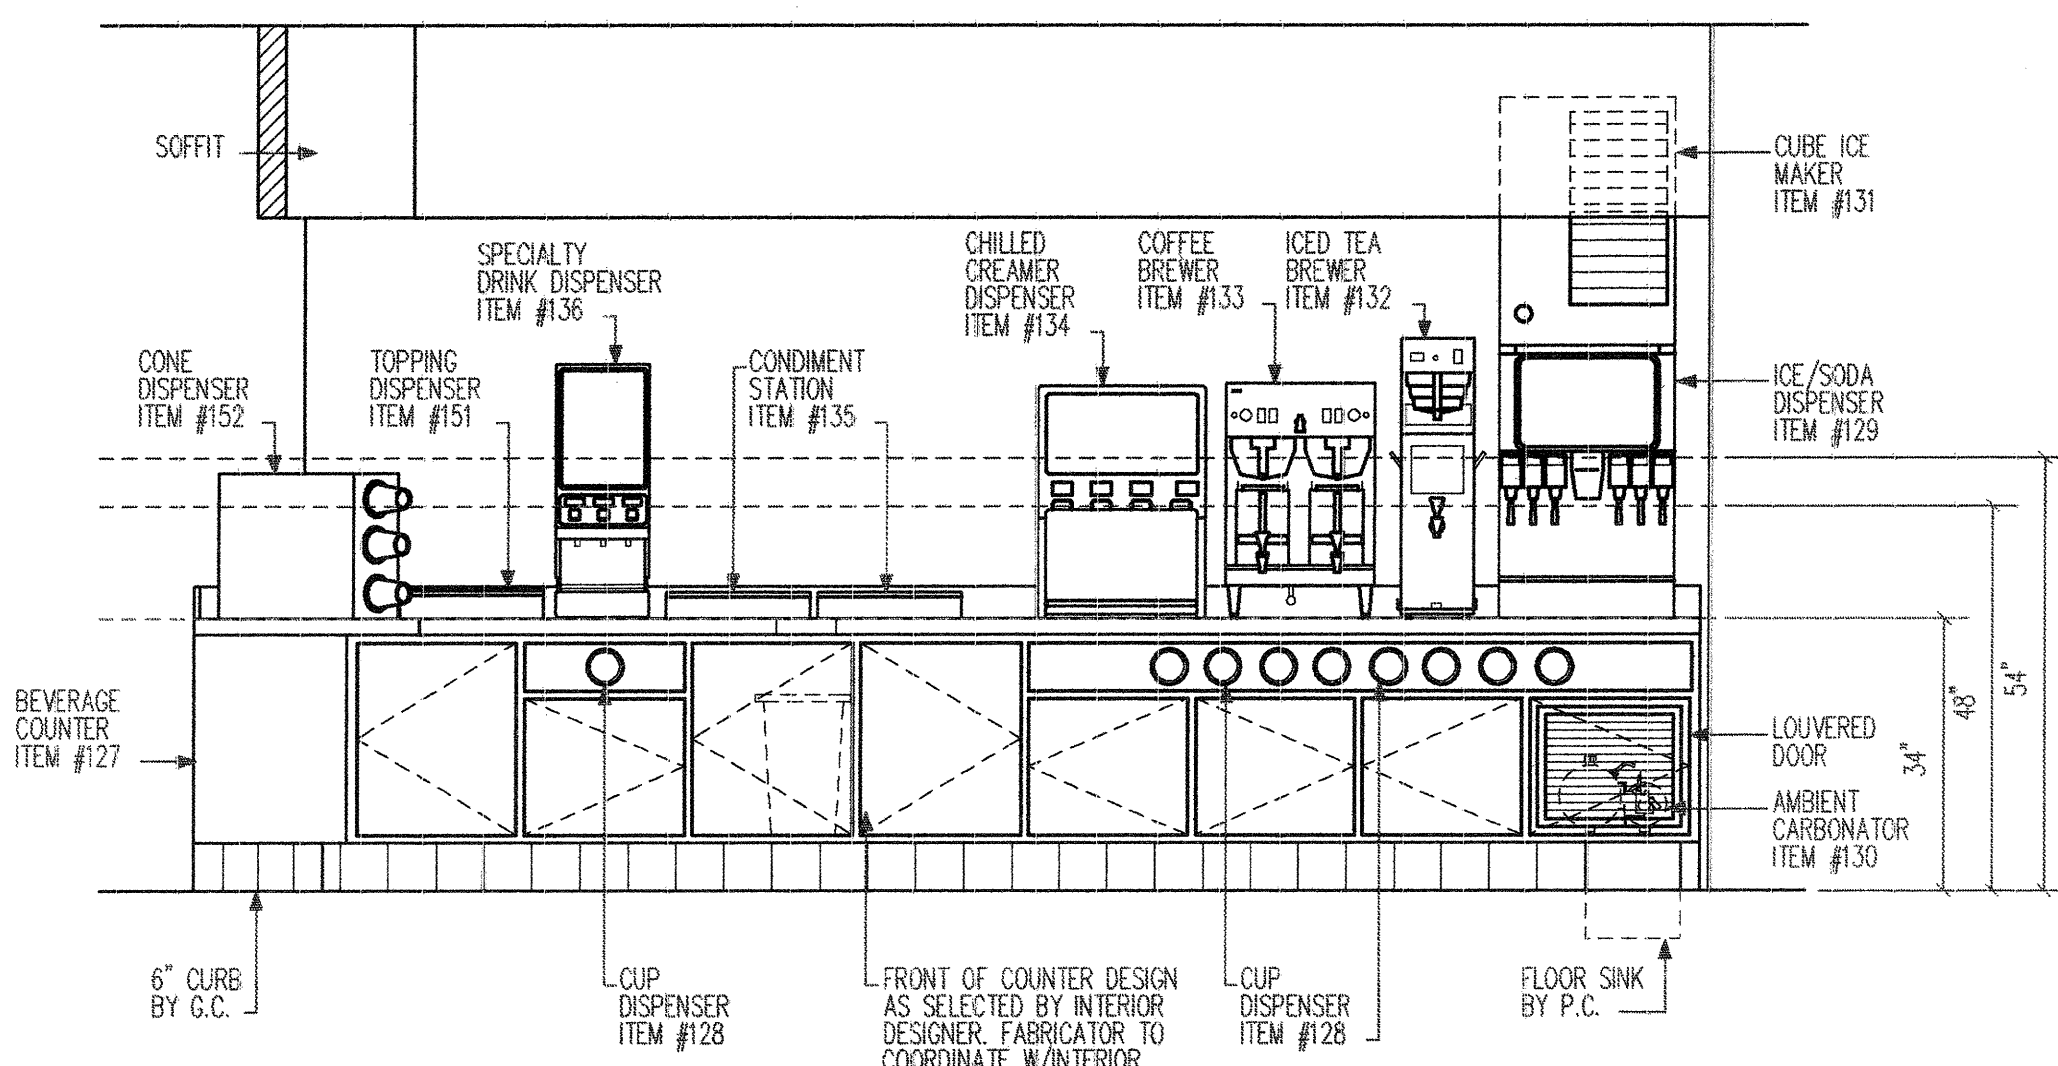 SOFFIT
CUBE ICE
MAKER
ITEM #131
SPECIALTY
DRINK DISPENSER
ITEM #136
CHILLED
CREAMER
DISPENSER
ITEM #134
COFFEE
BREWER
ITEM #133
ICED TEA
BREWER
ITEM #132
CONE
DISPENSER
ITEM #152
TOPPING
DISPENSER
ITEM #151
CONDIMENT
STATION
ITEM #135
ICE/SODA
DISPENSER
ITEM #129
BEVERAGE
COUNTER
ITEM #127
34"
48"
54"
LOUVERED
DOOR
AMBIENT
CARBONATOR
ITEM #130
6" CURB
BY G.C.
CUP
DISPENSER
ITEM #128
FRONT OF COUNTER DESIGN
AS SELECTED BY INTERIOR
DESIGNER. FABRICATOR TO
COORDINATE W/INTERIOR
CUP
DISPENSER
ITEM #128
FLOOR SINK
BY P.C.